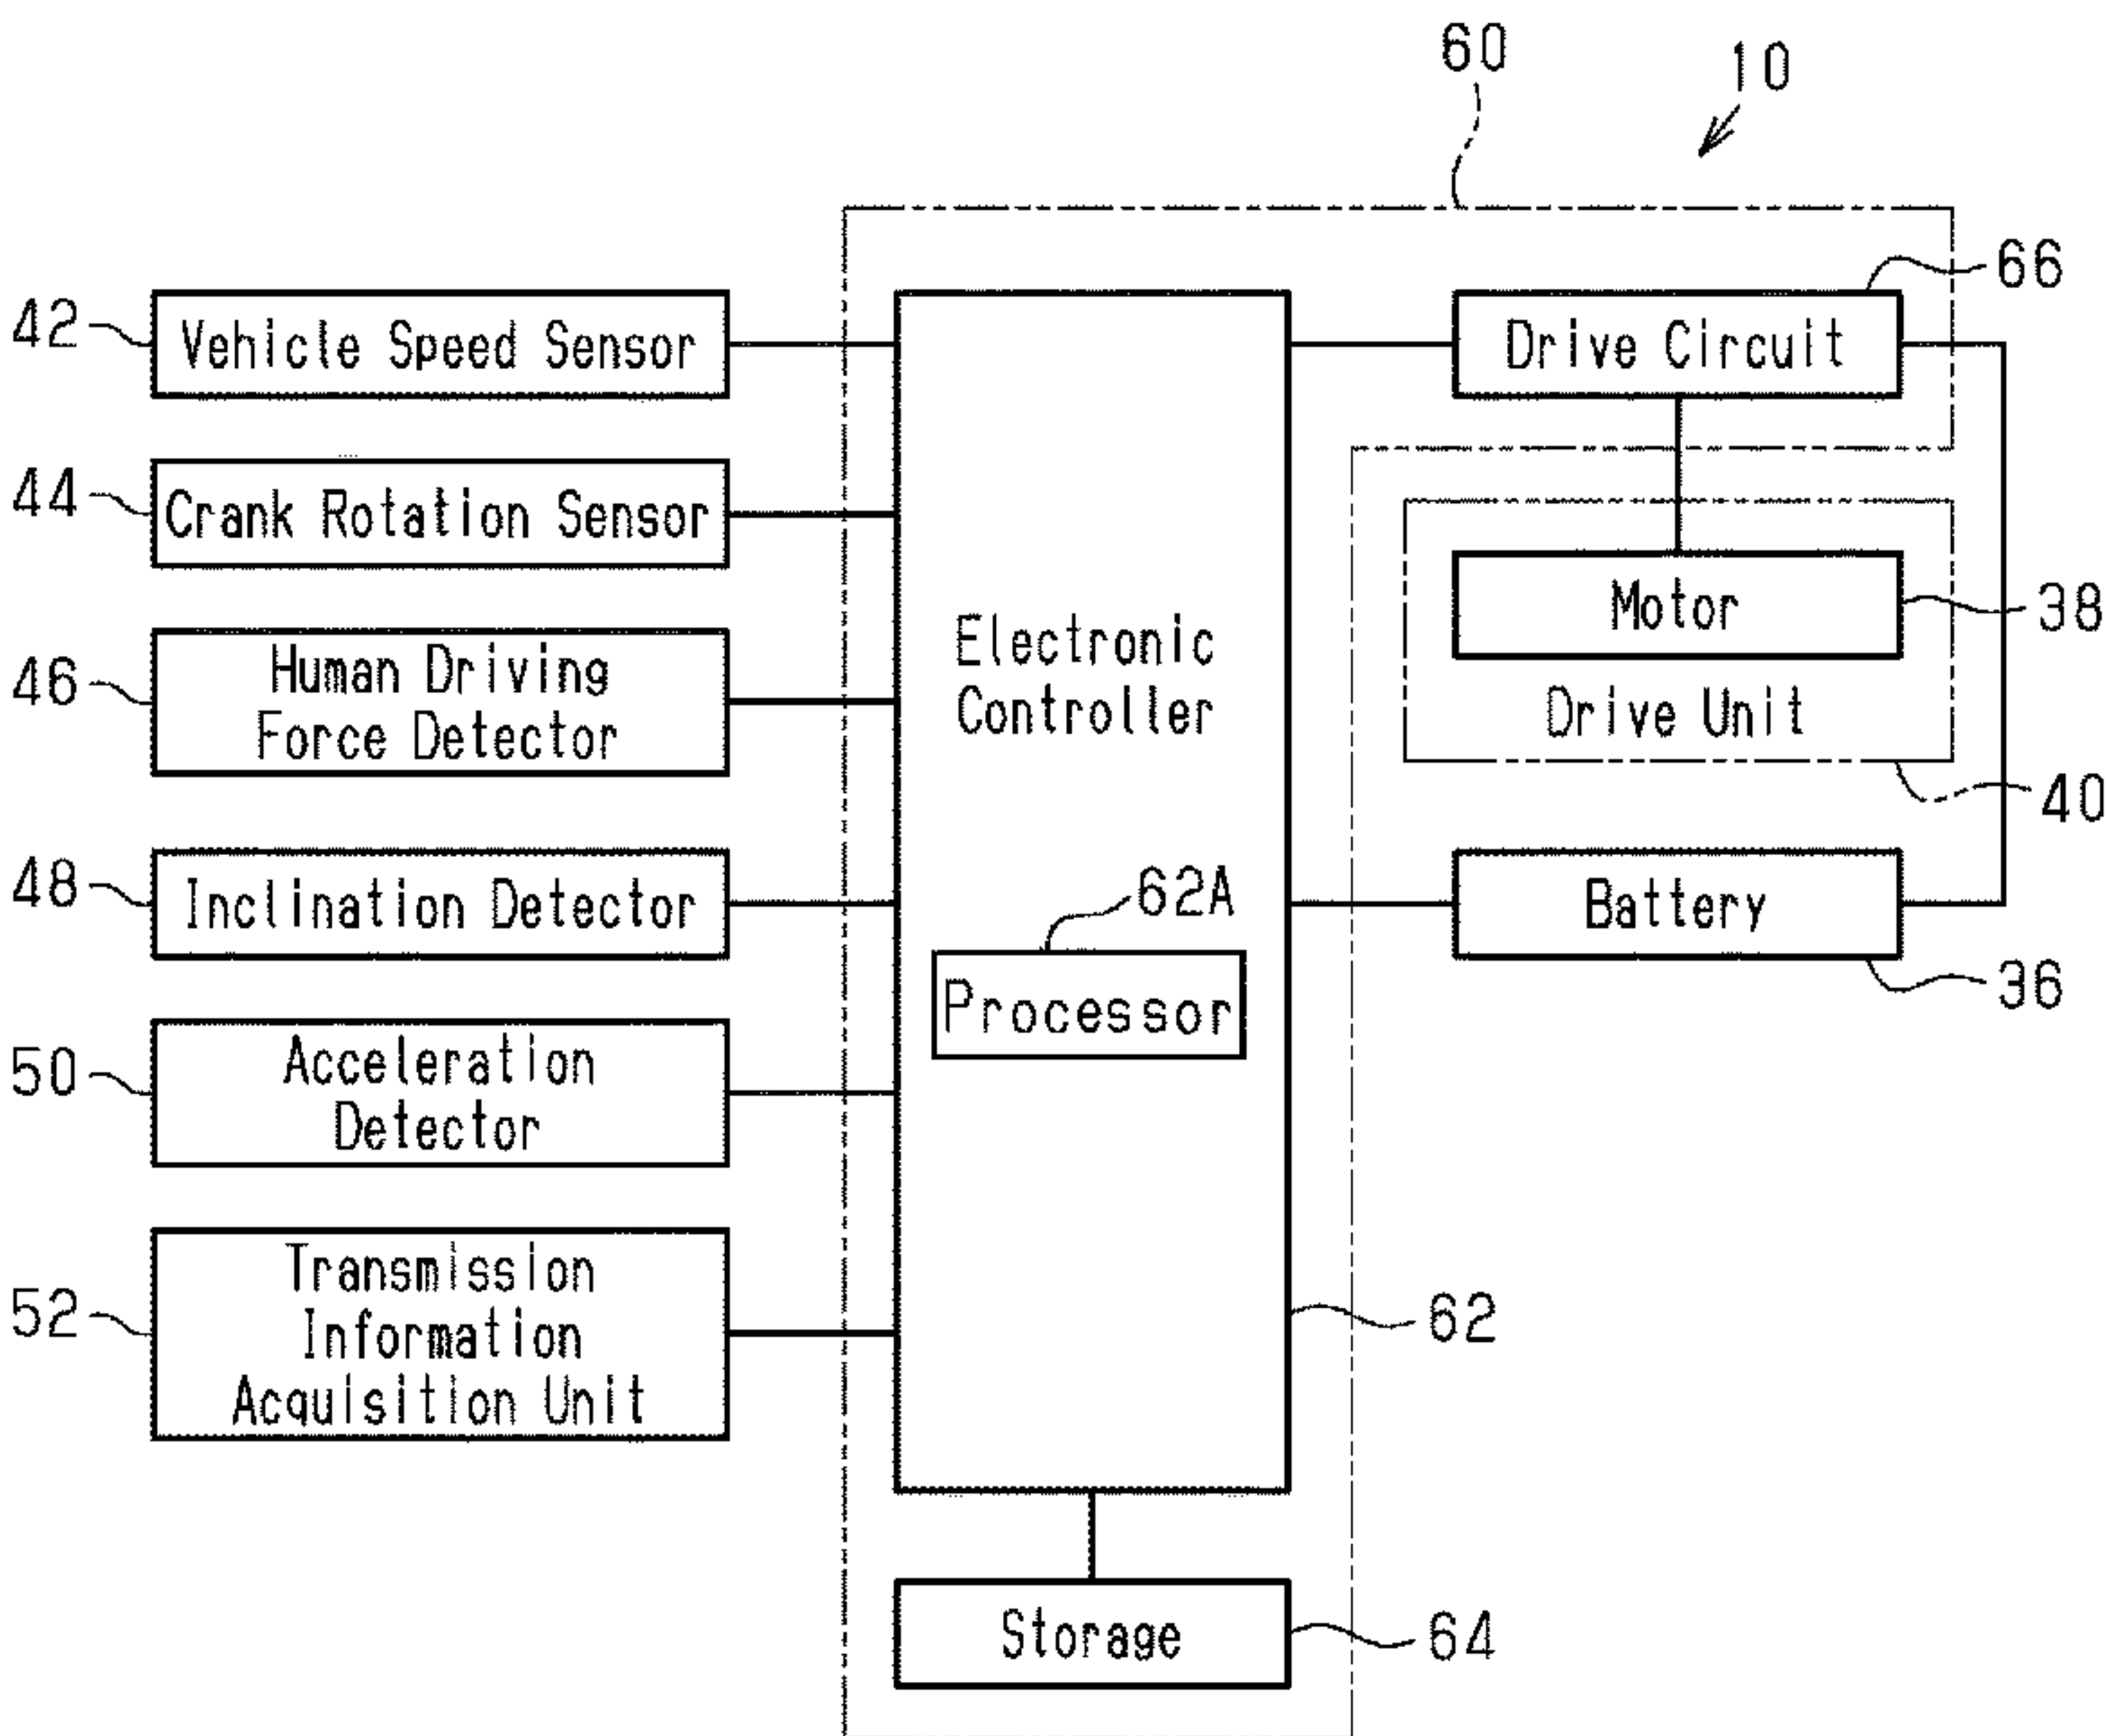 60
10
66
42
Vehicle Speed Sensor
Drive Circuit
44
Crank Rotation Sensor
Motor
38
46
Human Driving
Force Detector
Electronic
Controller
Drive Unit
40
48
Inclination Detector
62A
Processor
Battery
36
50
Acceleration
Detector
52
Transmission
Information
Acquisition Unit
62
Storage
64